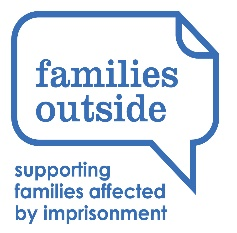 families
outside
supporting
families affected
by imprisonment